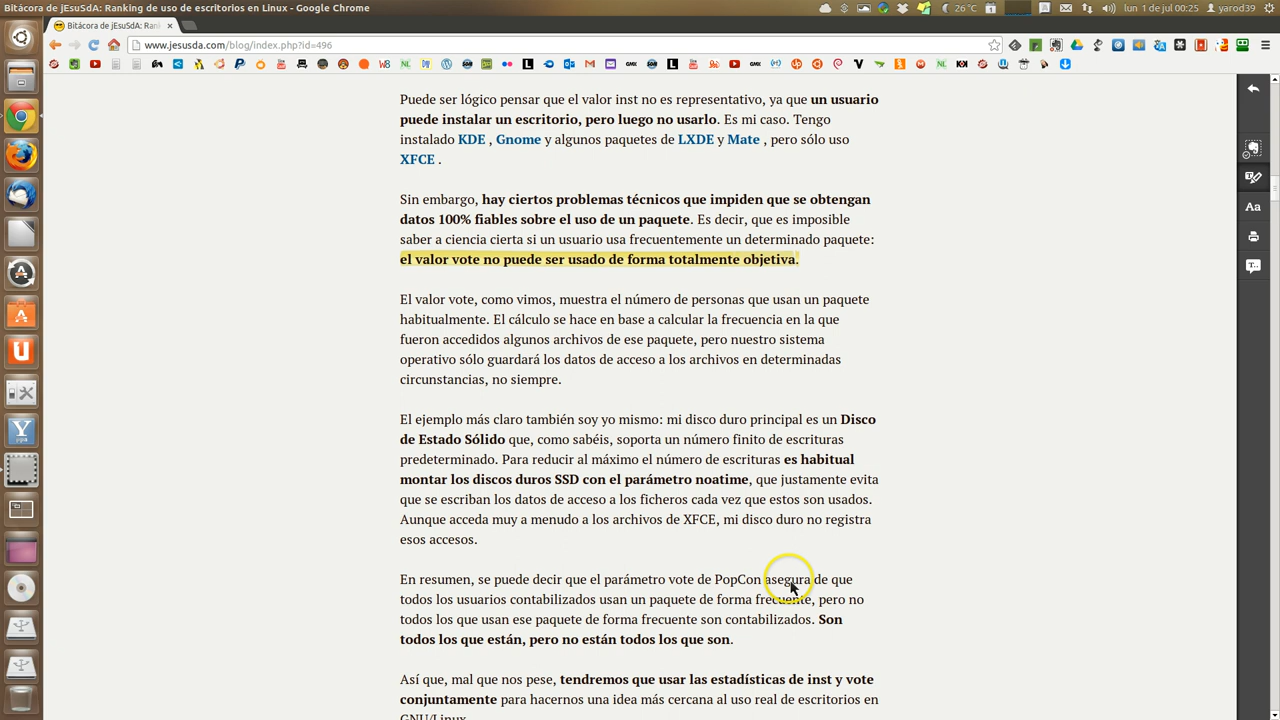 Bitácora de jEsuSdA: Ranking de uso de escritorios en Linux - Google Chrome
26°C
lun 1 de jul 00:25
yarod39
Bitácora de jEsuSdA: Ran
www.jesusda.com/blog/index.php?id=496
Puede ser lógico pensar que el valor inst no es representativo, ya que un usuario
puede instalar un escritorio, pero luego no usarlo. Es mi caso. Tengo
instalado KDE , Gnome y algunos paquetes de LXDE y Mate , pero sólo uso
XFCE .
Sin embargo, hay ciertos problemas técnicos que impiden que se obtengan
datos 100% fiables sobre el uso de un paquete. Es decir, que es imposible
saber a ciencia cierta si un usuario usa frecuentemente un determinado paquete:
el valor vote no puede ser usado de forma totalmente objetiva.
El valor vote, como vimos, muestra el número de personas que usan un paquete
habitualmente. El cálculo se hace en base a calcular la frecuencia en la que
fueron accedidos algunos archivos de ese paquete, pero nuestro sistema
operativo sólo guardará los datos de acceso a los archivos en determinadas
circunstancias, no siempre.
El ejemplo más claro también soy yo mismo: mi disco duro principal es un Disco
de Estado Sólido que, como sabéis, soporta un número finito de escrituras
predeterminado. Para reducir al máximo el número de escrituras es habitual
montar los discos duros SSD con el parámetro noatime, que justamente evita
que se escriban los datos de acceso a los ficheros cada vez que estos son usados.
Aunque acceda muy a menudo a los archivos de XFCE, mi disco duro no registra
esos accesos.
En resumen, se puede decir que el parámetro vote de PopCon asegura de que
todos los usuarios contabilizados usan un paquete de forma frecuente, pero no
todos los que usan ese paquete de forma frecuente son contabilizados. Son
todos los que están, pero no están todos los que son.
Así que, mal que nos pese, tendremos que usar las estadísticas de inst y vote
conjuntamente para hacernos una idea más cercana al uso real de escritorios en
GNU/Linux.
Aa